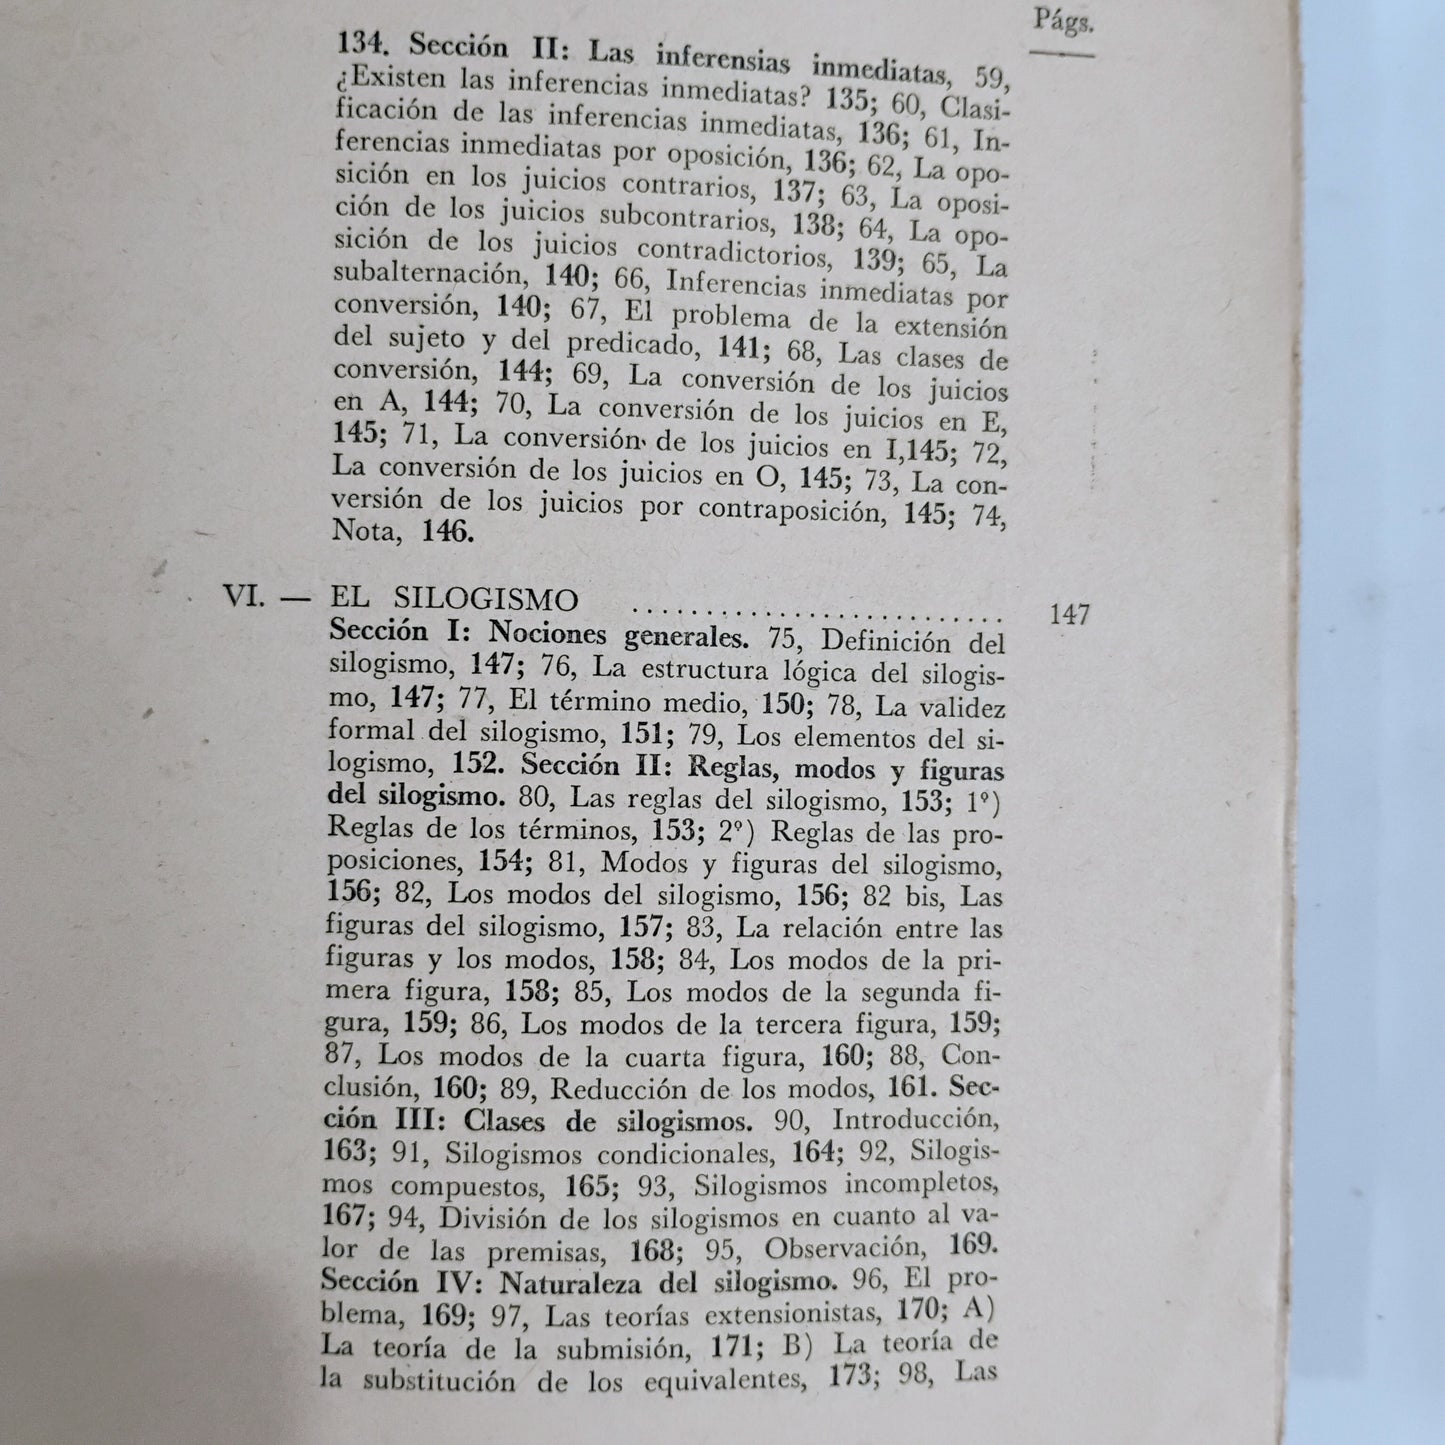 Págs.
134. Sección II: Las inferensias inmediatas, 59,
¿Existen las inferencias inmediatas? 135; 60, Clasi-
ficación de las inferencias inmediatas, 136; 61, In-
ferencias inmediatas por oposición, 136; 62, La opo-
sición en los juicios contrarios, 137; 63, La oposi-
ción de los juicios subcontrarios, 138; 64, La opo-
sición de los juicios contradictorios, 139; 65, La
subalternación, 140; 66, Inferencias inmediatas por
conversión, 140; 67, El problema de la extensión
del sujeto y del predicado, 141; 68, Las clases de
conversión, 144; 69, La conversión de los juicios
en A, 144; 70, La conversión de los juicios en E,
145; 71, La conversión de los juicios en I,145; 72,
La conversión de los juicios en O, 145; 73, La con-
versión de los juicios por contraposición, 145; 74,
Nota, 146.
VI. — EL SILOGISMO ............................ 147
Sección I: Nociones generales. 75, Definición del
silogismo, 147; 76, La estructura lógica del silogis-
mo, 147; 77, El término medio, 150; 78, La validez
formal del silogismo, 151; 79, Los elementos del si-
logismo, 152. Sección II: Reglas, modos y figuras
del silogismo. 80, Las reglas del silogismo, 153; 1º)
Reglas de los términos, 153; 2º) Reglas de las pro-
posiciones, 154; 81, Modos y figuras del silogismo,
156; 82, Los modos del silogismo, 156; 82 bis, Las
figuras del silogismo, 157; 83, La relación entre las
figuras y los modos, 158; 84, Los modos de la pri-
mera figura, 158; 85, Los modos de la segunda fi-
gura, 159; 86, Los modos de la tercera figura, 159;
87, Los modos de la cuarta figura, 160; 88, Con-
clusión, 160; 89, Reducción de los modos, 161. Sec-
ción III: Clases de silogismos. 90, Introducción,
163; 91, Silogismos condicionales, 164; 92, Silogis-
mos compuestos, 165; 93, Silogismos incompletos,
167; 94, División de los silogismos en cuanto al va-
lor de las premisas, 168; 95, Observación, 169.
Sección IV: Naturaleza del silogismo. 96, El pro-
blema, 169; 97, Las teorías extensionistas, 170; A)
La teoría de la submisión, 171; B) La teoría de
la substitución de los equivalentes, 173; 98, Las